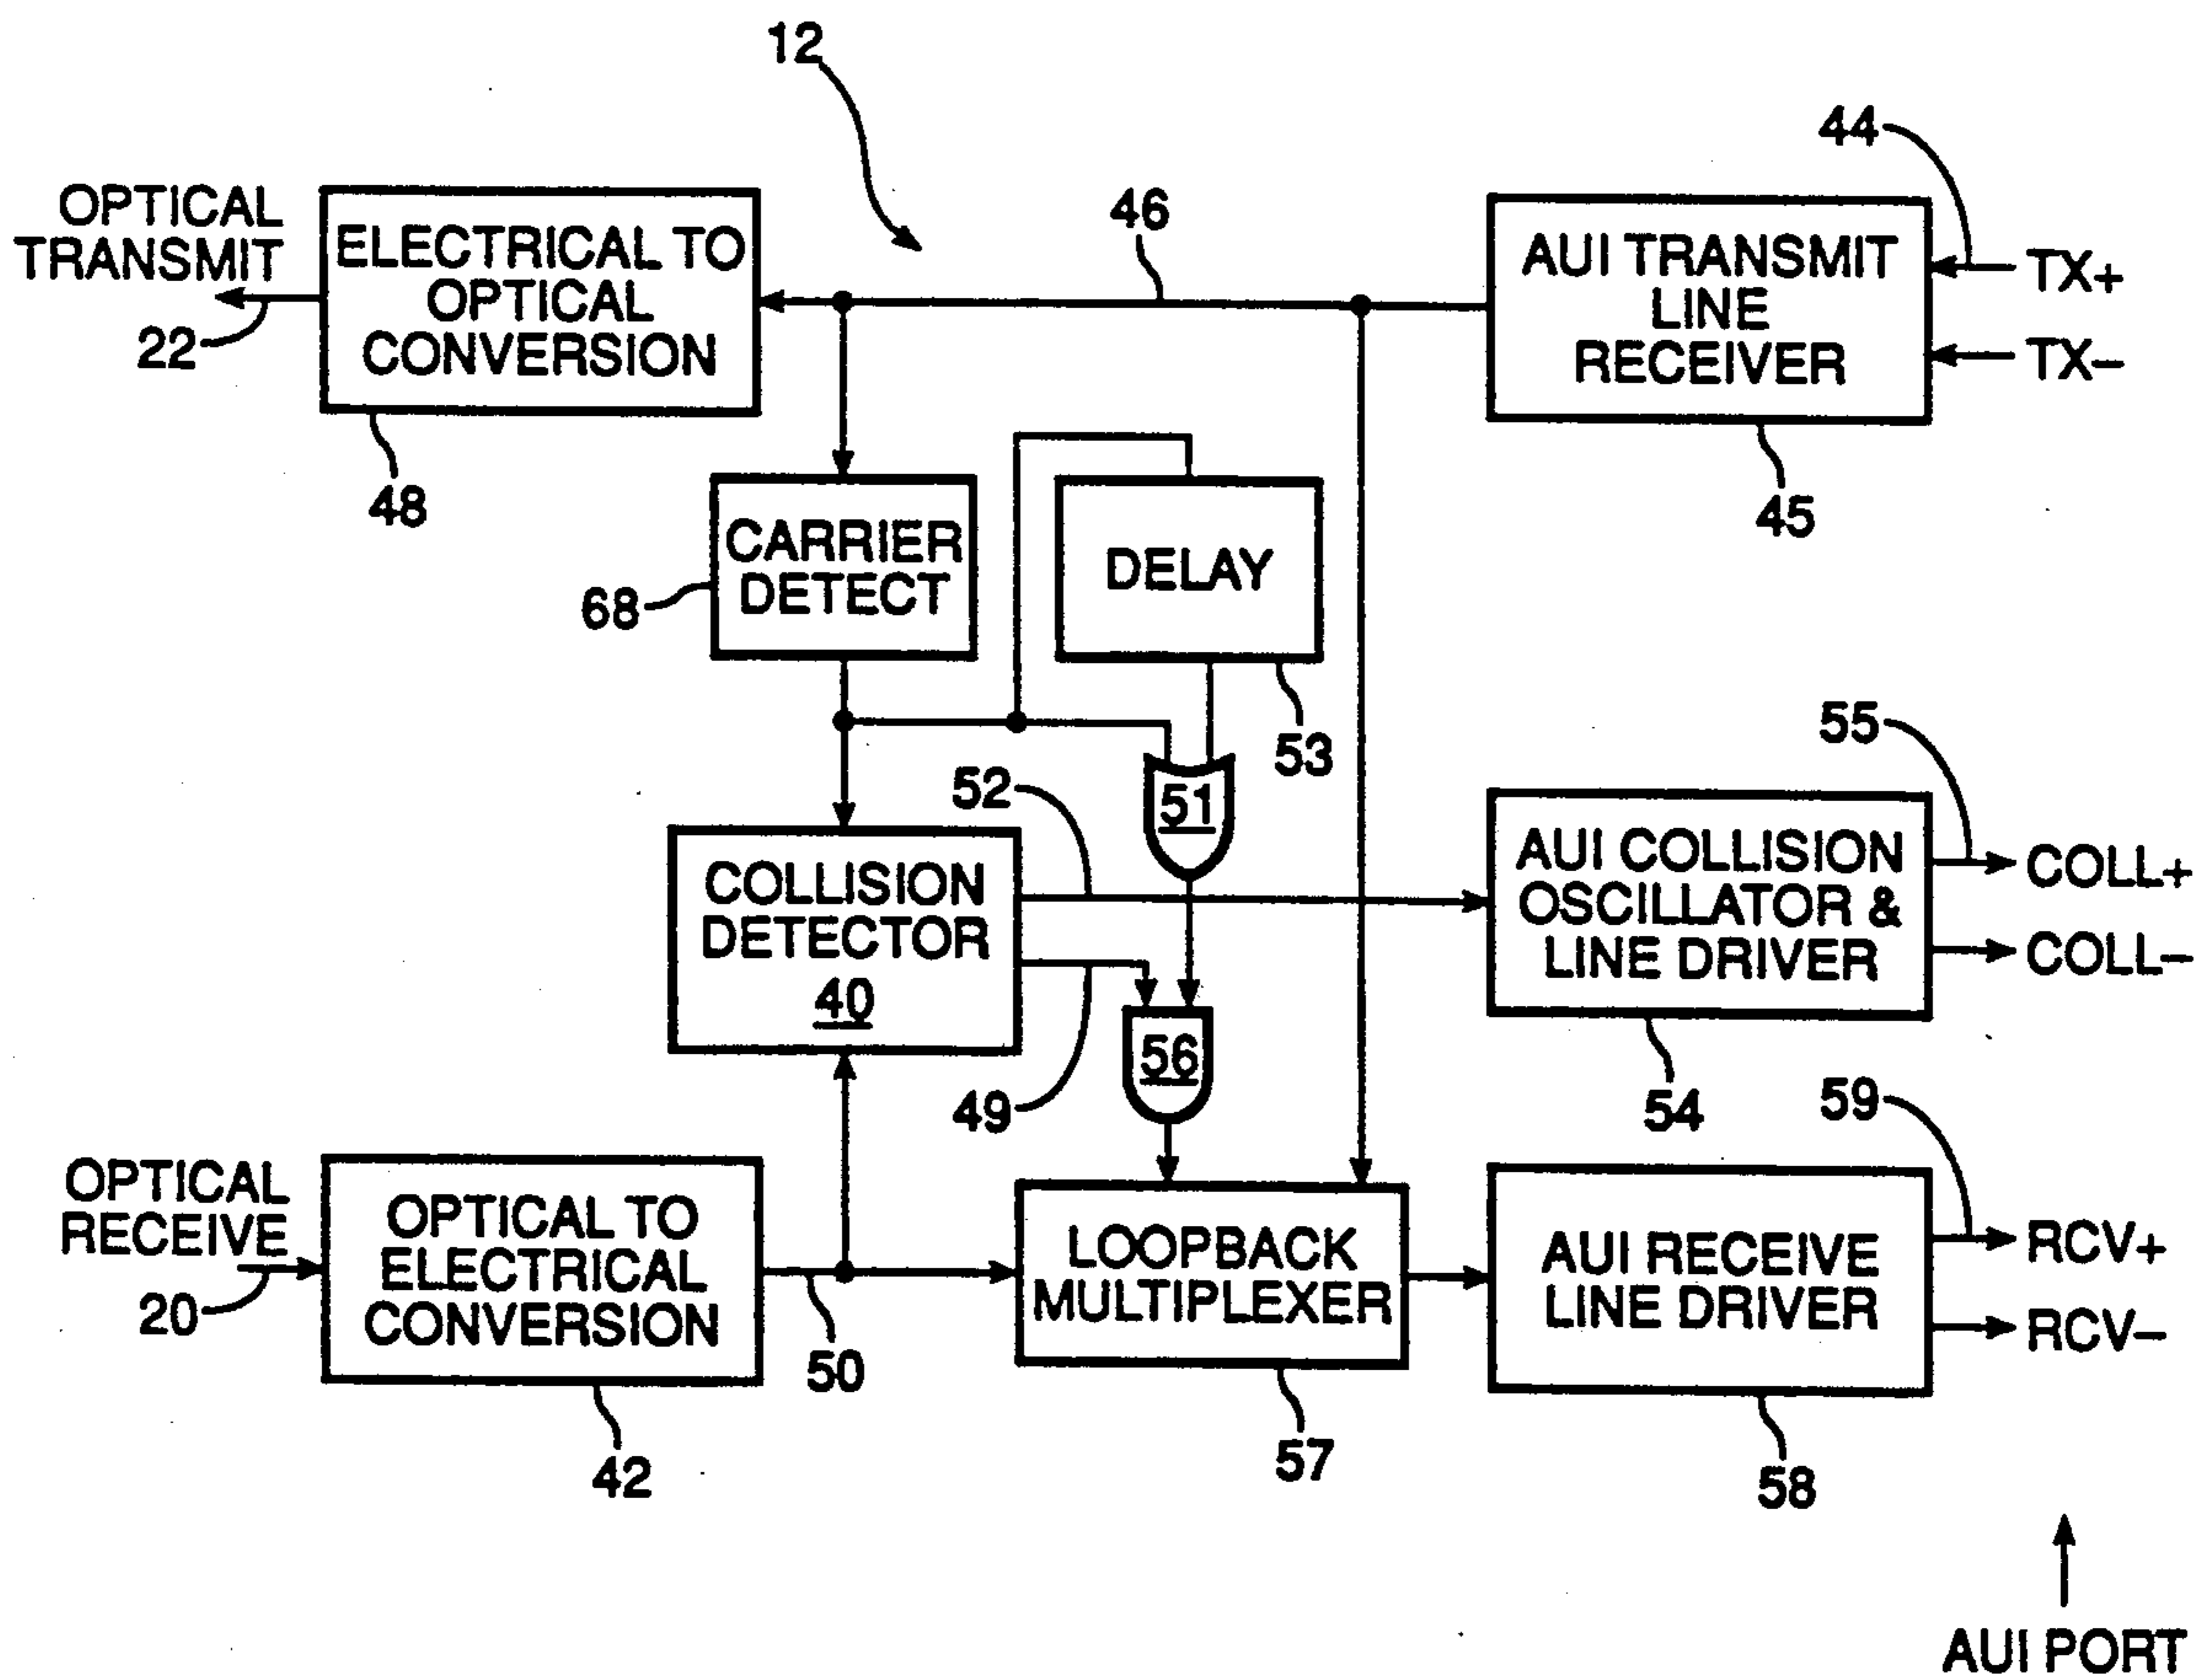 12
44
OPTICAL
TRANSMIT
22
ELECTRICAL TO
OPTICAL
CONVERSION
48
46
AUI TRANSMIT
LINE
RECEIVER
45
TX+
TX–
CARRIER
DETECT
68
DELAY
53
51
52
55
COLLISION
DETECTOR
40
AUI COLLISION
OSCILLATOR &
LINE DRIVER
54
COLL+
COLL–
49
56
59
OPTICAL
RECEIVE
20
OPTICAL TO
ELECTRICAL
CONVERSION
42
50
LOOPBACK
MULTIPLEXER
57
AUI RECEIVE
LINE DRIVER
58
RCV+
RCV–
AUI PORT